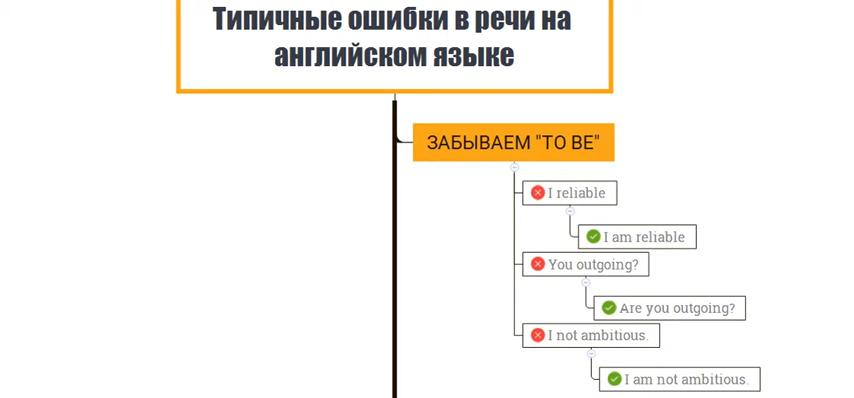 Типичные ошибки в речи на
английском языке
ЗАБЫВАЕМ "TO BE"
I reliable
I am reliable
You outgoing?
Are you outgoing?
I not ambitious.
I am not ambitious.